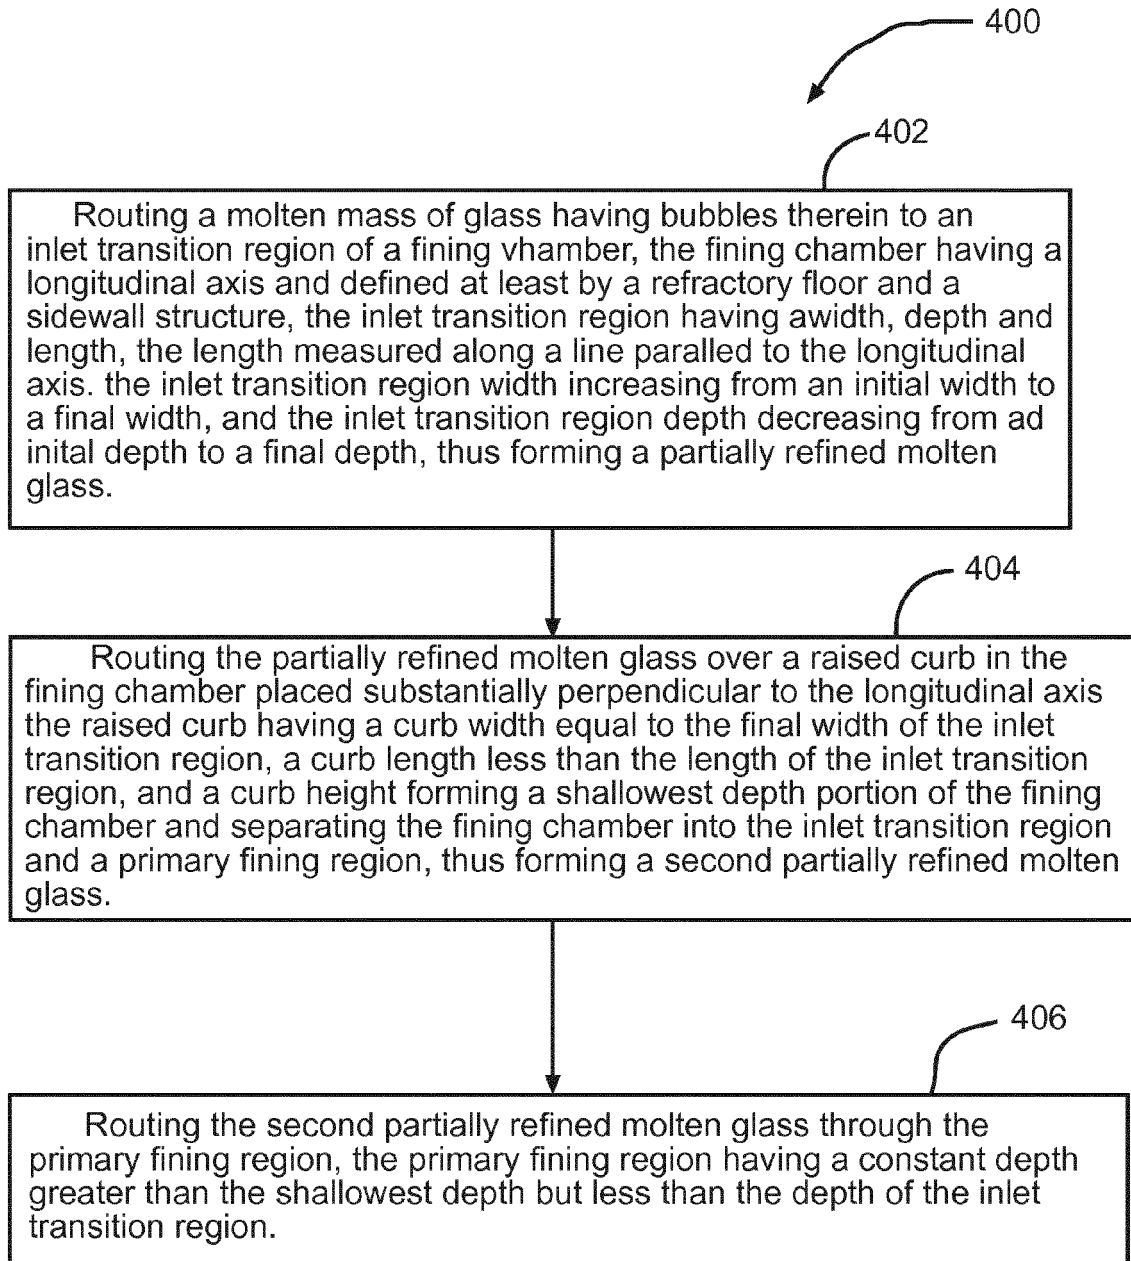 400
402
Routing a molten mass of glass having bubbles therein to an
inlet transition region of a fining vhamber, the fining chamber having a
longitudinal axis and defined at least by a refractory floor and a
sidewall structure, the inlet transition region having awidth, depth and
length, the length measured along a line paralled to the longitudinal
axis. the inlet transition region width increasing from an initial width to
a final width, and the inlet transition region depth decreasing from ad
inital depth to a final depth, thus forming a partially refined molten
glass.
404
Routing the partially refined molten glass over a raised curb in the
fining chamber placed substantially perpendicular to the longitudinal axis
the raised curb having a curb width equal to the final width of the inlet
transition region, a curb length less than the length of the inlet transition
region, and a curb height forming a shallowest depth portion of the fining
chamber and separating the fining chamber into the inlet transition region
and a primary fining region, thus forming a second partially refined molten
glass.
406
Routing the second partially refined molten glass through the
primary fining region, the primary fining region having a constant depth
greater than the shallowest depth but less than the depth of the inlet
transition region.